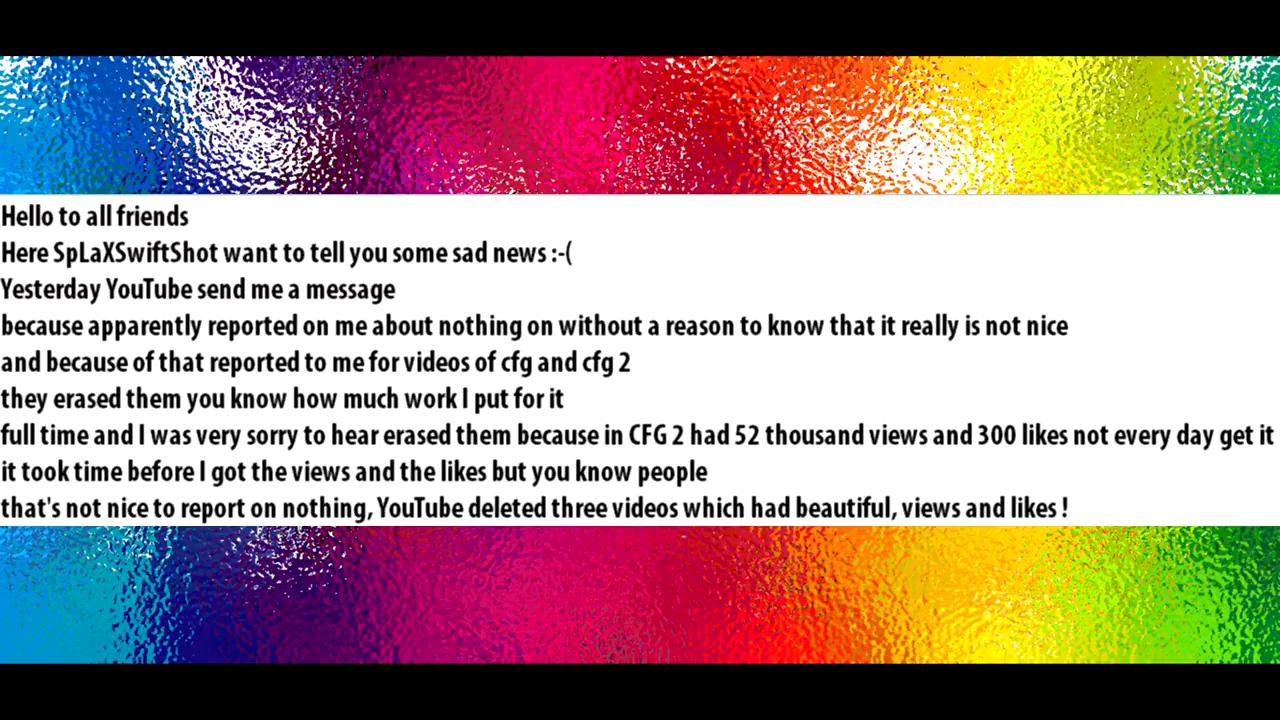 Hello to all friends
Here SpLaXSwiftShot want to tell you some sad news :-(
Yesterday YouTube send me a message
because apparently reported on me about nothing on without a reason to know that it really is not nice
and because of that reported to me for videos of cfg and cfg 2
they erased them you know how much work I put for it
full time and I was very sorry to hear erased them because in CFG 2 had 52 thousand views and 300 likes not every day get it
it took time before I got the views and the likes but you know people
that's not nice to report on nothing, YouTube deleted three videos which had beautiful, views and likes !